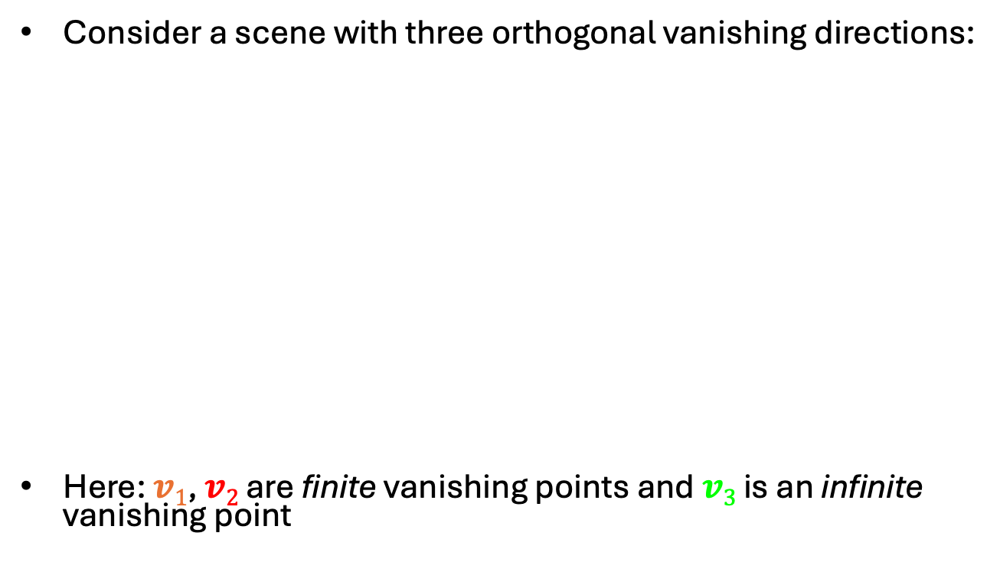 • Consider a scene with three orthogonal vanishing directions:
• Here: v₁, v₂ are finite vanishing points and v₃ is an infinite
vanishing point